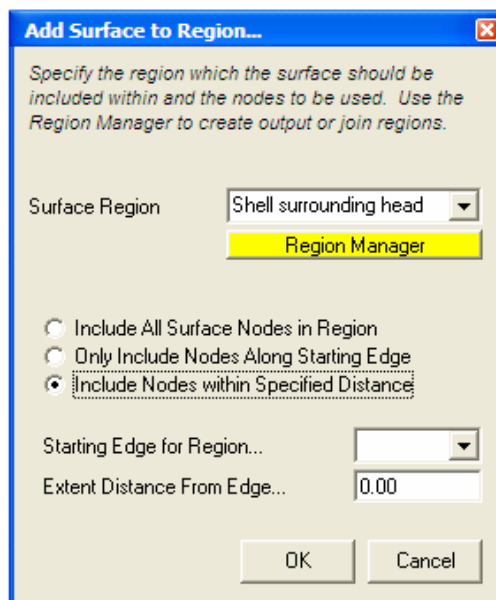 Add Surface to Region...
Specify the region which the surface should be
included within and the nodes to be used. Use the
Region Manager to create output or join regions.
Surface Region
Shell surrounding head
Region Manager
Include All Surface Nodes in Region
Only Include Nodes Along Starting Edge
Include Nodes within Specified Distance
Starting Edge for Region...
Extent Distance From Edge...
0.00
OK
Cancel